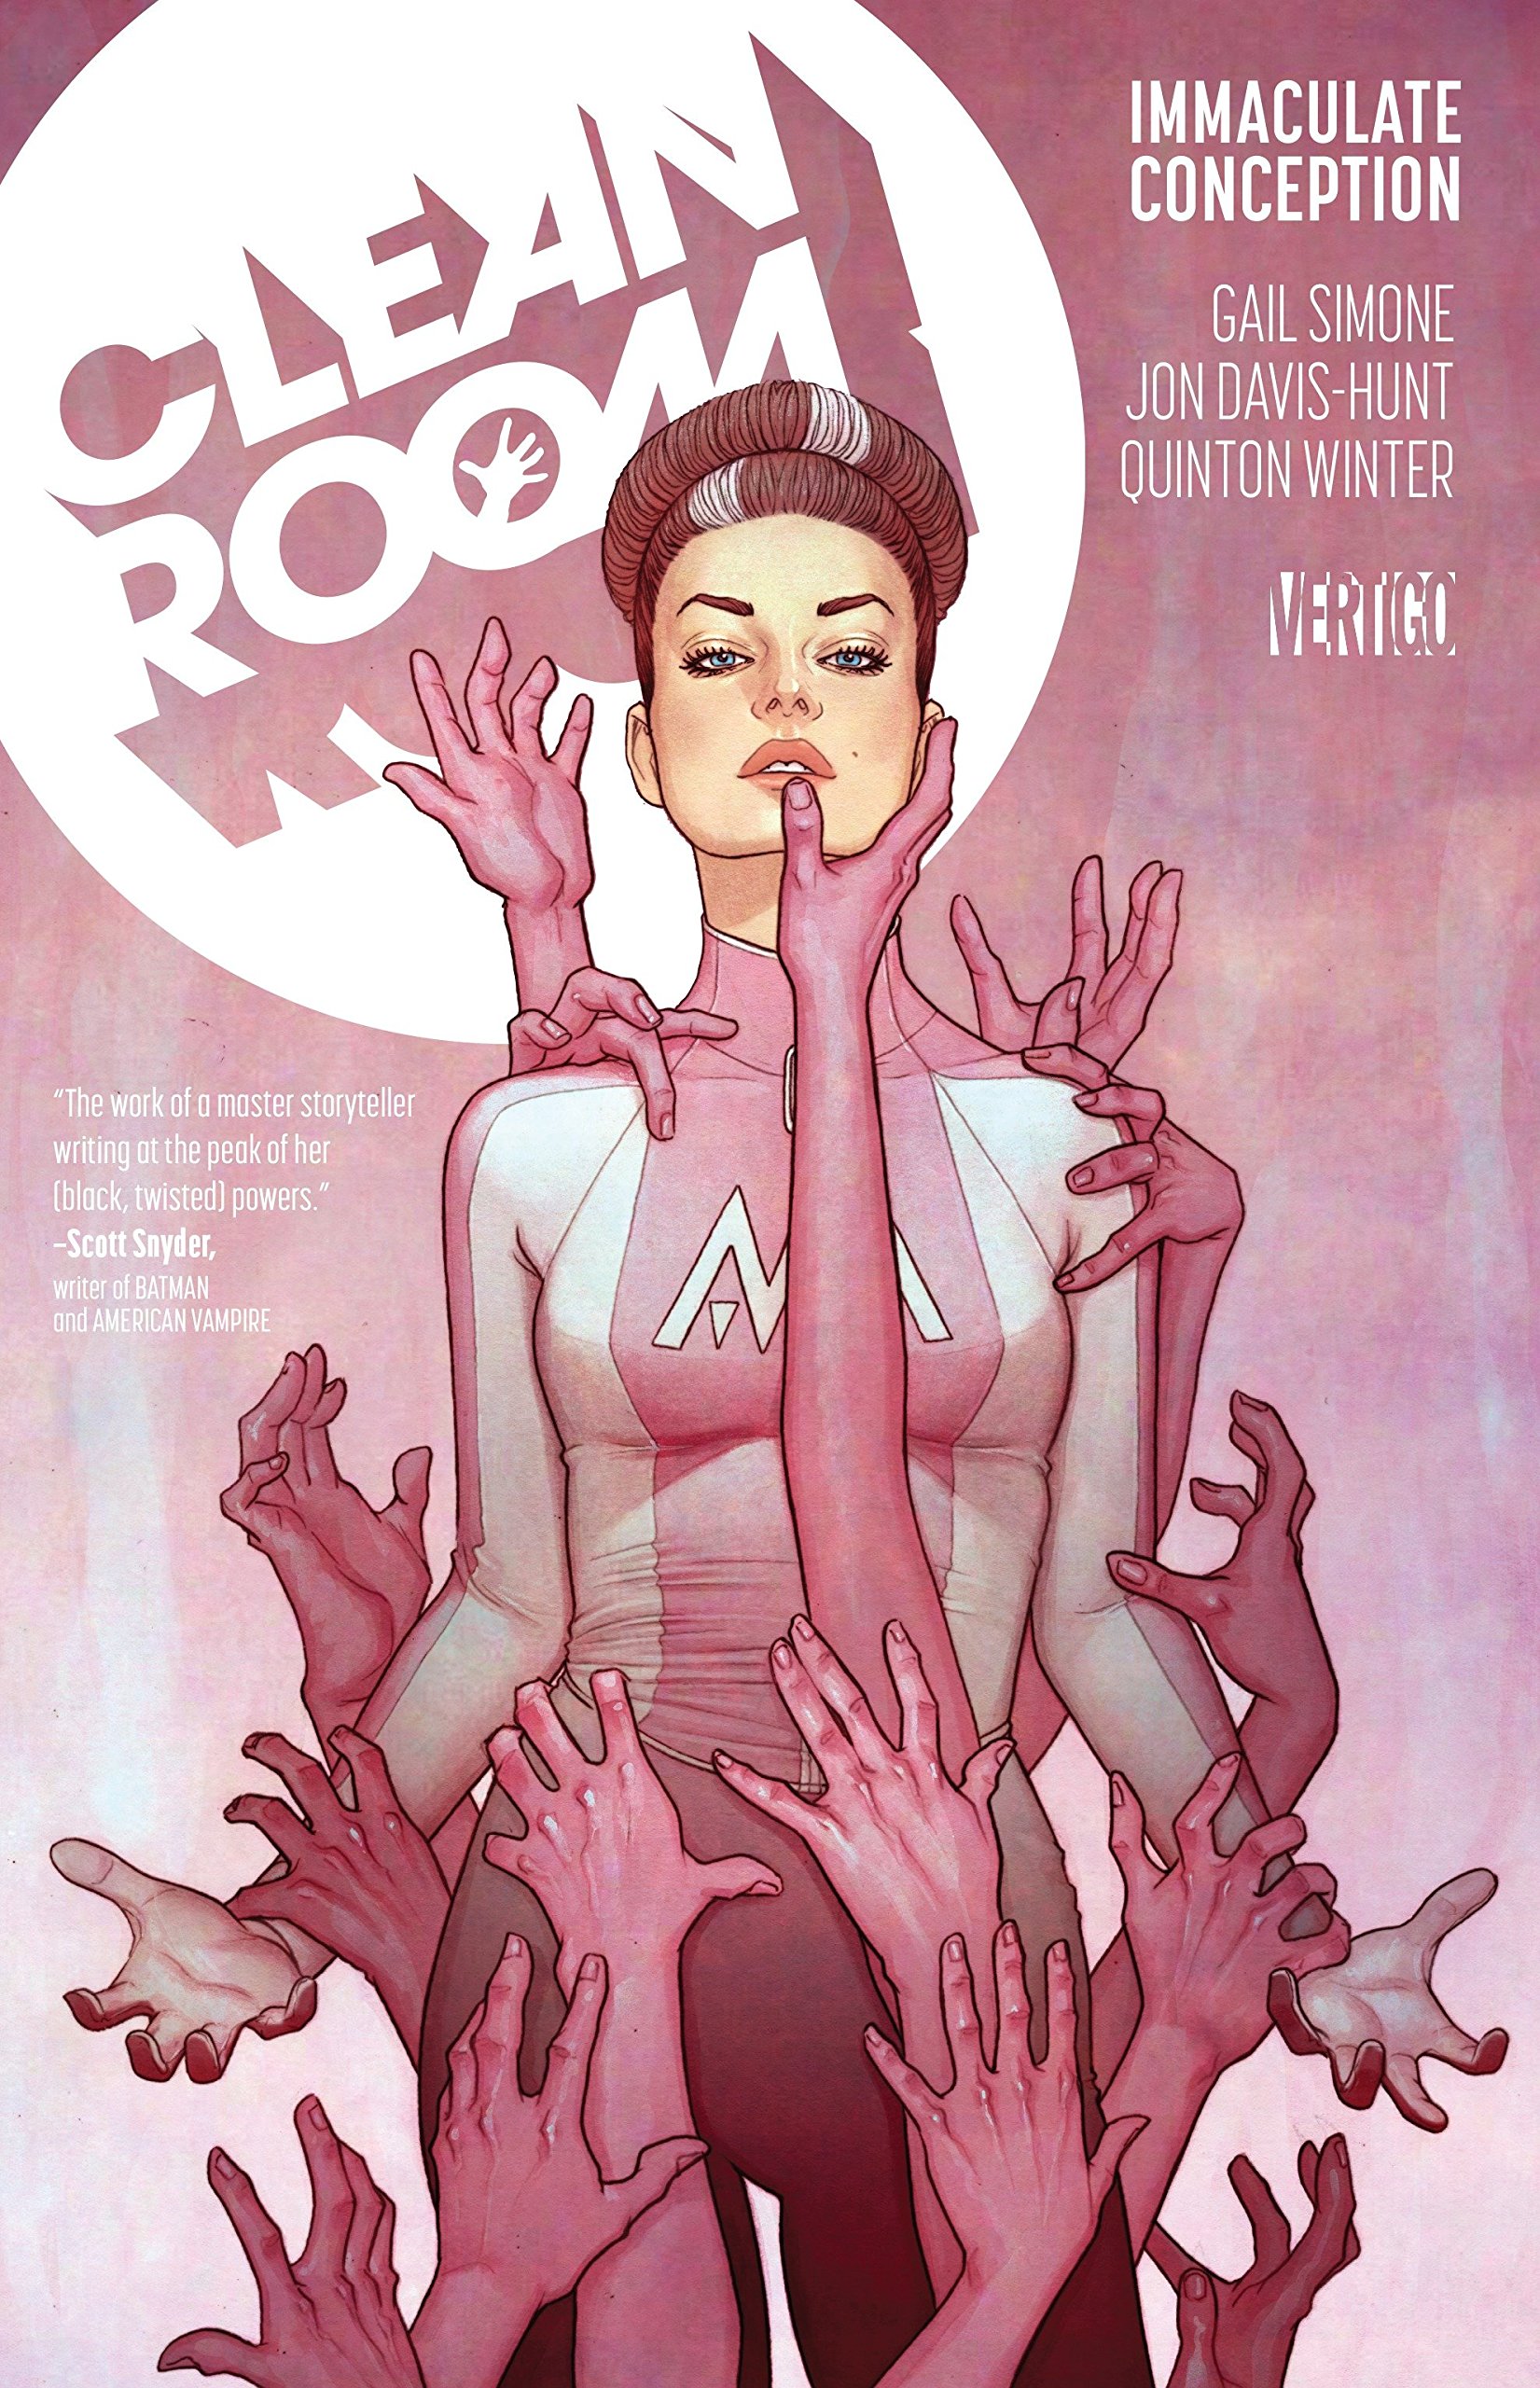 CLEAN
ROOM
IMMACULATE
CONCEPTION
GAIL SIMONE
JON DAVIS-HUNT
QUINTON WINTER
VERTIGO
“The work of a master storyteller
writing at the peak of her
(black, twisted) powers.”
–Scott Snyder,
writer of BATMAN
and AMERICAN VAMPIRE